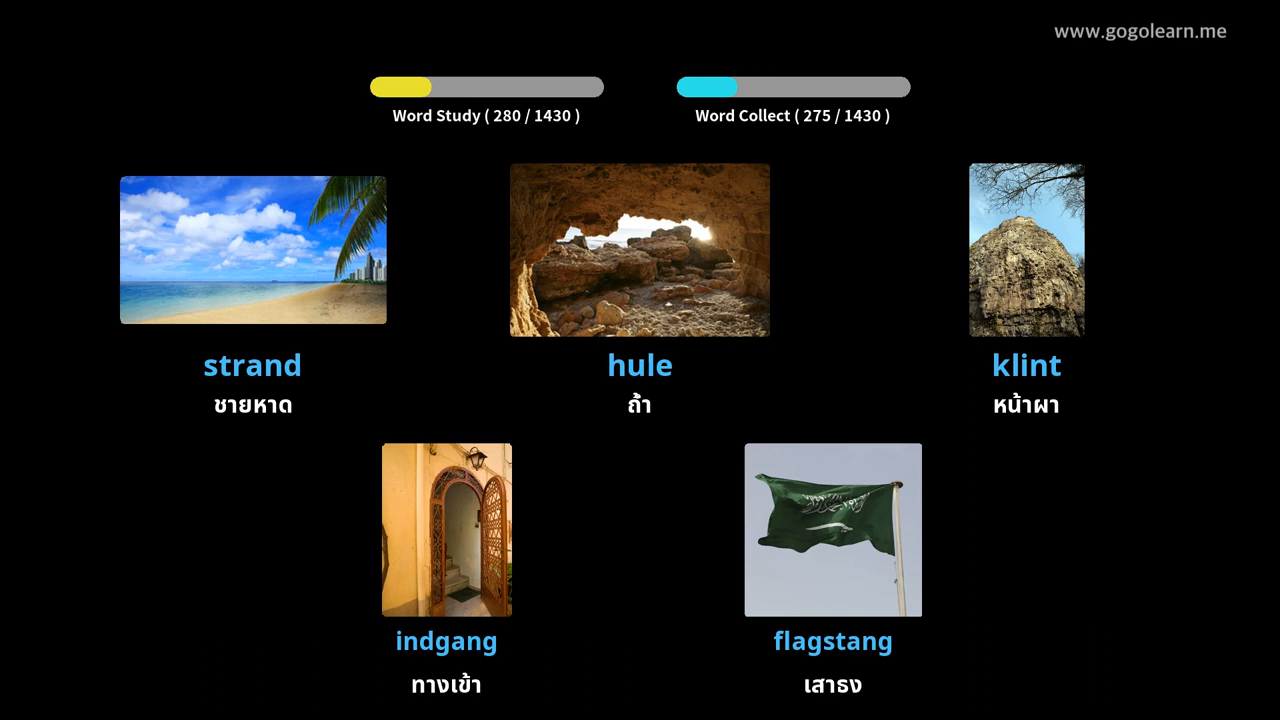 www.gogolearn.me
Word Study ( 280 / 1430 )
Word Collect ( 275 / 1430 )
strand
hule
klint
ชายหาด
ถ้ำ
หน้าผา
indgang
flagstang
ทางเข้า
เสาธง